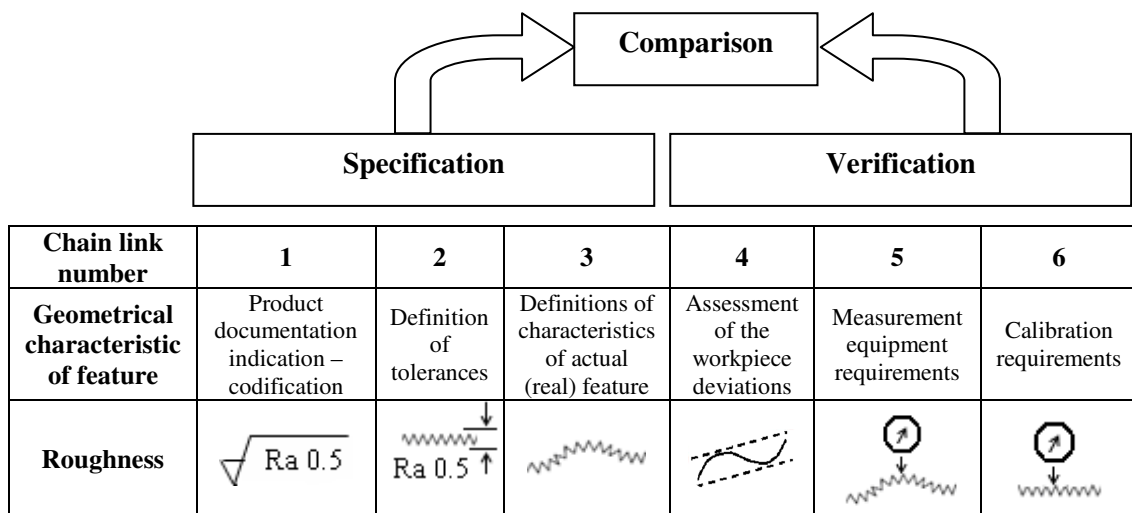 Comparison
Specification
Verification
Chain link
number
1
2
3
4
5
6
Geometrical
characteristic
of feature
Product
documentation
indication –
codification
Definition
of
tolerances
Definitions of
characteristics
of actual
(real) feature
Assessment
of the
workpiece
deviations
Measurement
equipment
requirements
Calibration
requirements
Roughness
Ra 0.5
Ra 0.5